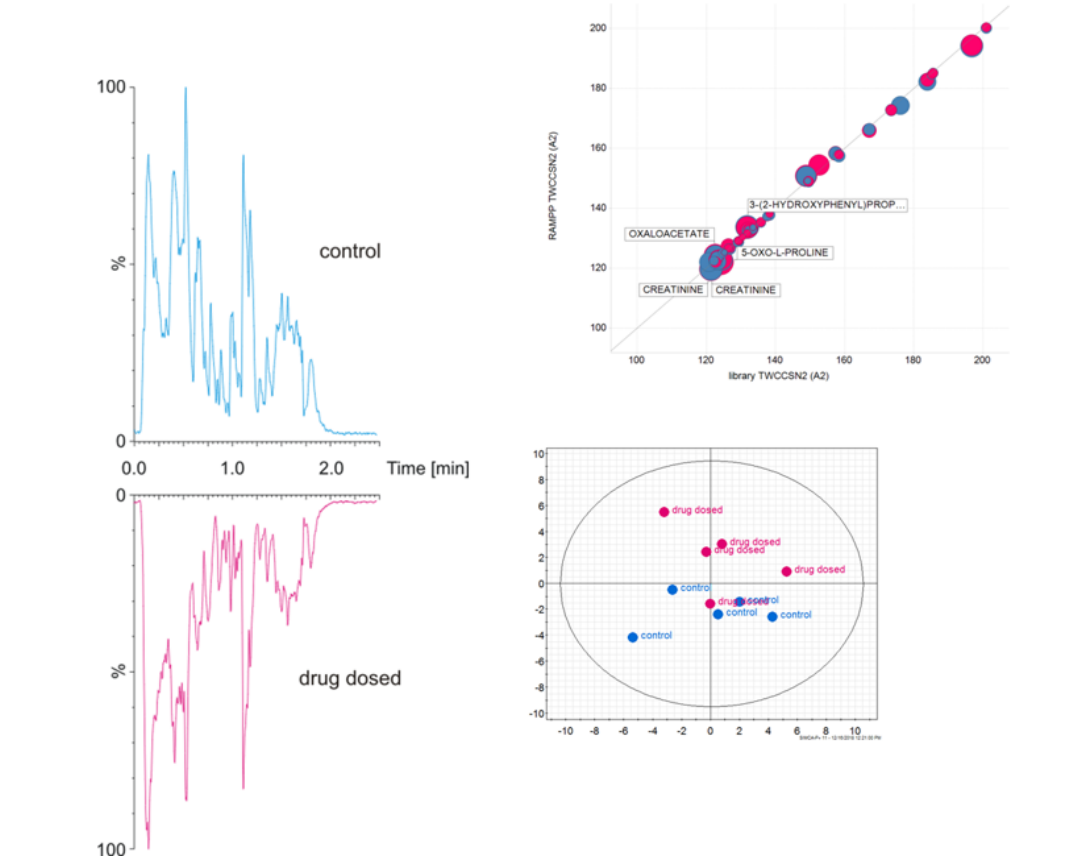 100
%
control
0
0.0 1.0 2.0 Time [min]
0
%
drug dosed
100
RAMPP TWCCSN2 (A2)
200
180
160
140
120
100
3-(2-HYDROXYPHENYL)PROP...
OXALOACETATE
5-OXO-L-PROLINE
CREATININE CREATININE
100 120 140 160 180 200
library TWCCSN2 (A2)
10
8
6
4
2
0
-2
-4
-6
-8
-10
drug dosed
drug dosed
drug dosed
drug dosed
contro
control
drug dosed
control
control
control
-10 -8 -6 -4 -2 0 2 4 6 8 10